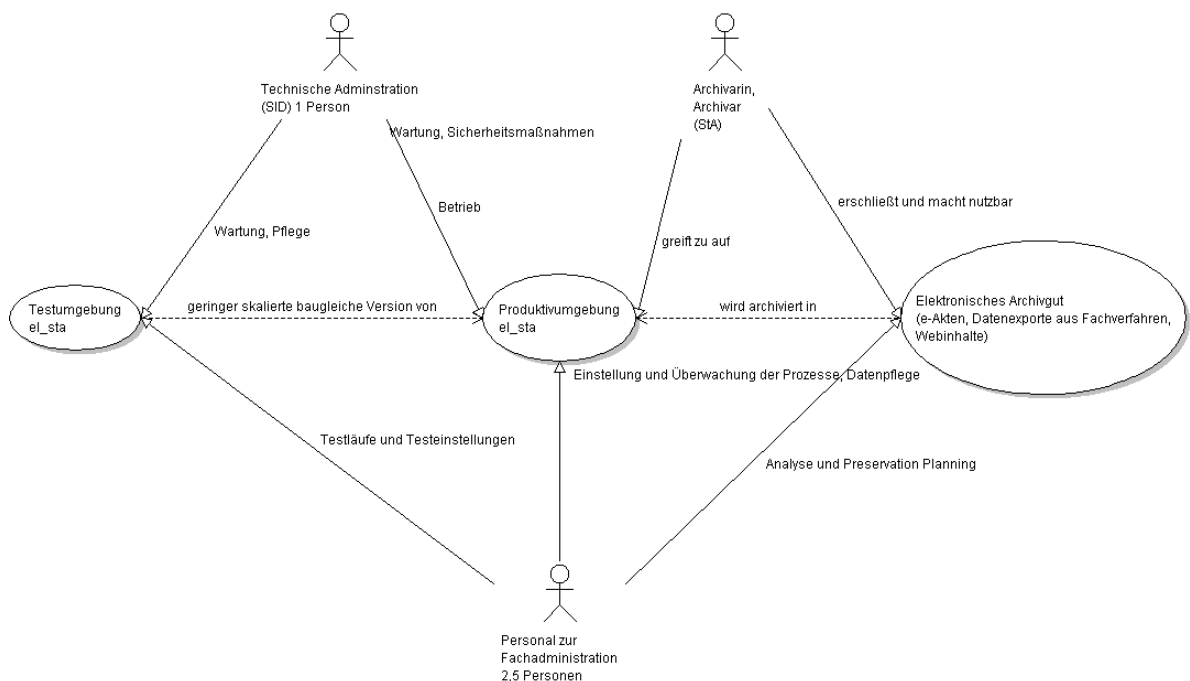 Technische Adminstration
(SID) 1 Person
Archivarin,
Archivar
(StA)
Wartung, Sicherheitsmaßnahmen
erschließt und macht nutzbar
Betrieb
Wartung, Pflege
greift zu auf
Testumgebung
el_sta
geringer skalierte baugleiche Version von
Produktivumgebung
el_sta
wird archiviert in
Elektronisches Archivgut
(e-Akten, Datenexporte aus Fachverfahren,
Webinhalte)
Einstellung und Überwachung der Prozesse, Datenpflege
Testläufe und Testeinstellungen
Analyse und Preservation Planning
Personal zur
Fachadministration
2.5 Personen